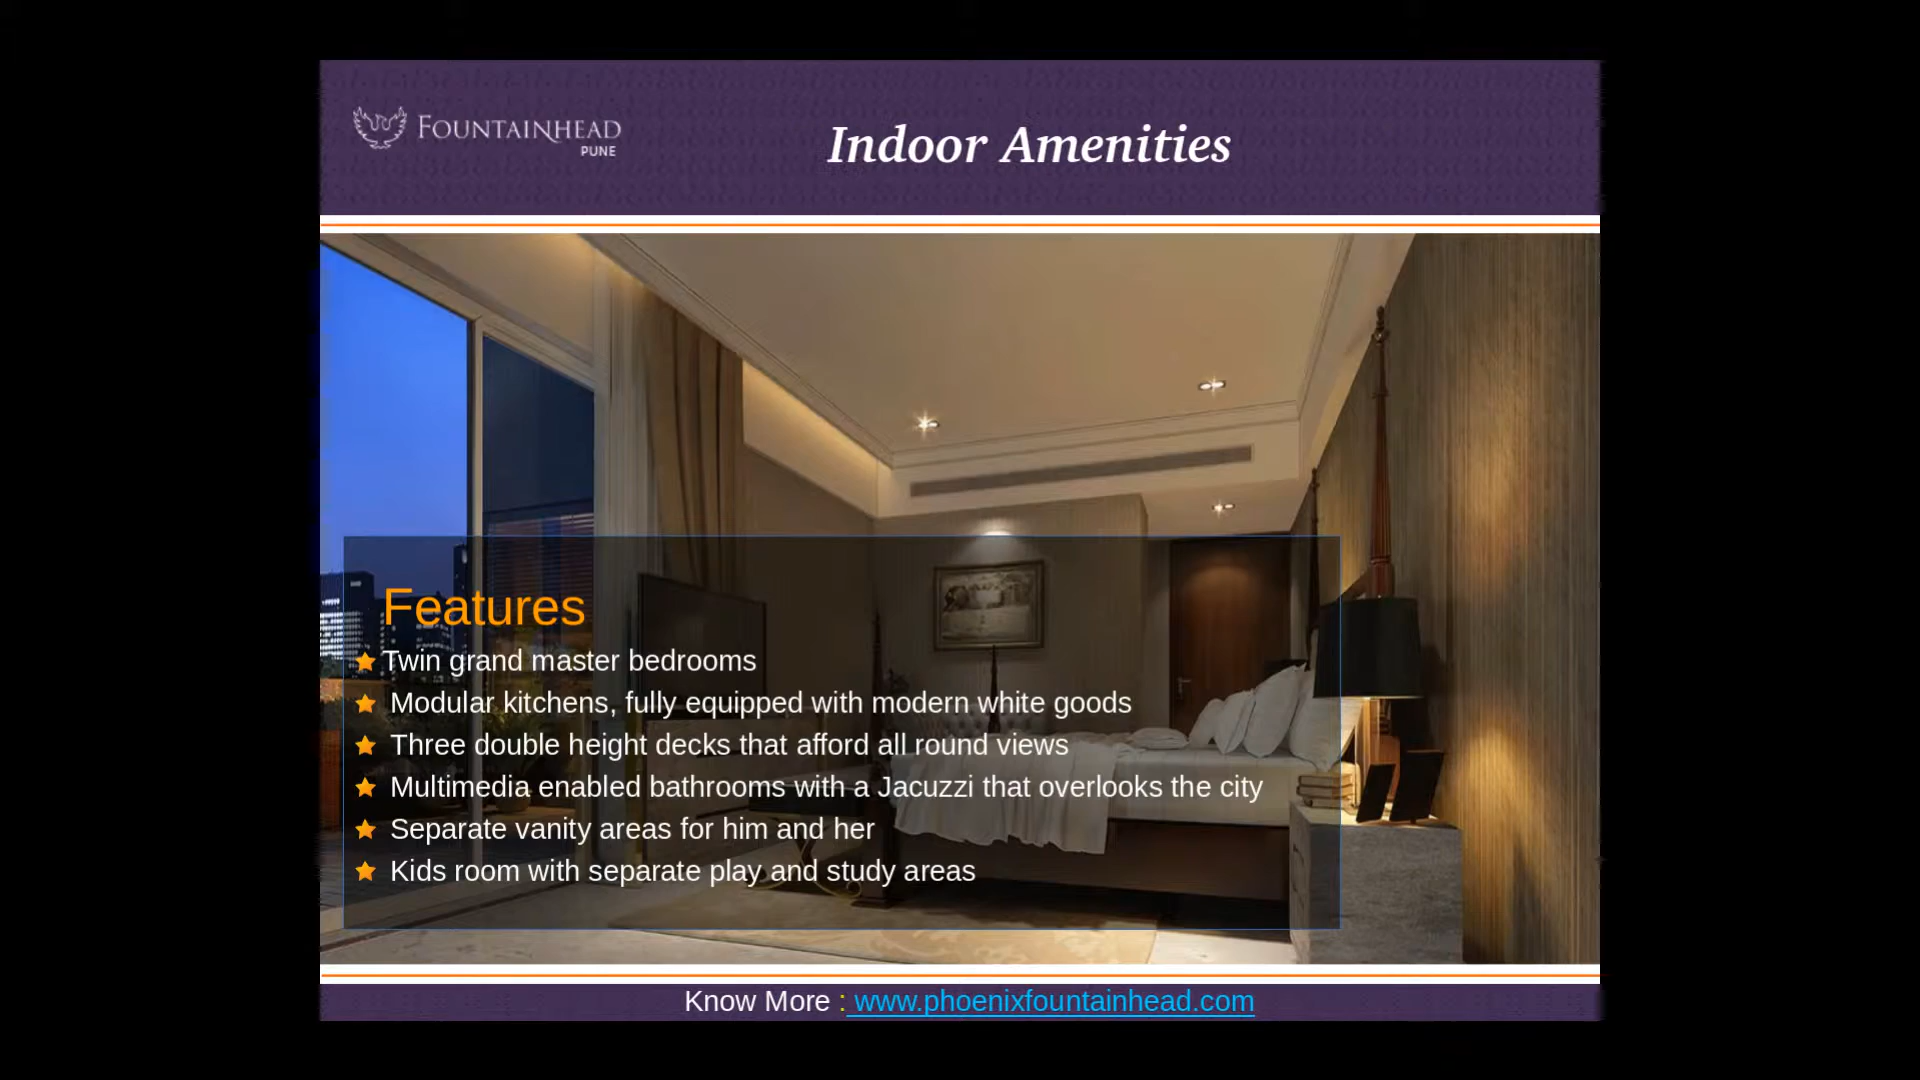 FOUNTAINHEAD
PUNE
Indoor Amenities
Features
Twin grand master bedrooms
Modular kitchens, fully equipped with modern white goods
Three double height decks that afford all round views
Multimedia enabled bathrooms with a Jacuzzi that overlooks the city
Separate vanity areas for him and her
Kids room with separate play and study areas
Know More : www.phoenixfountainhead.com